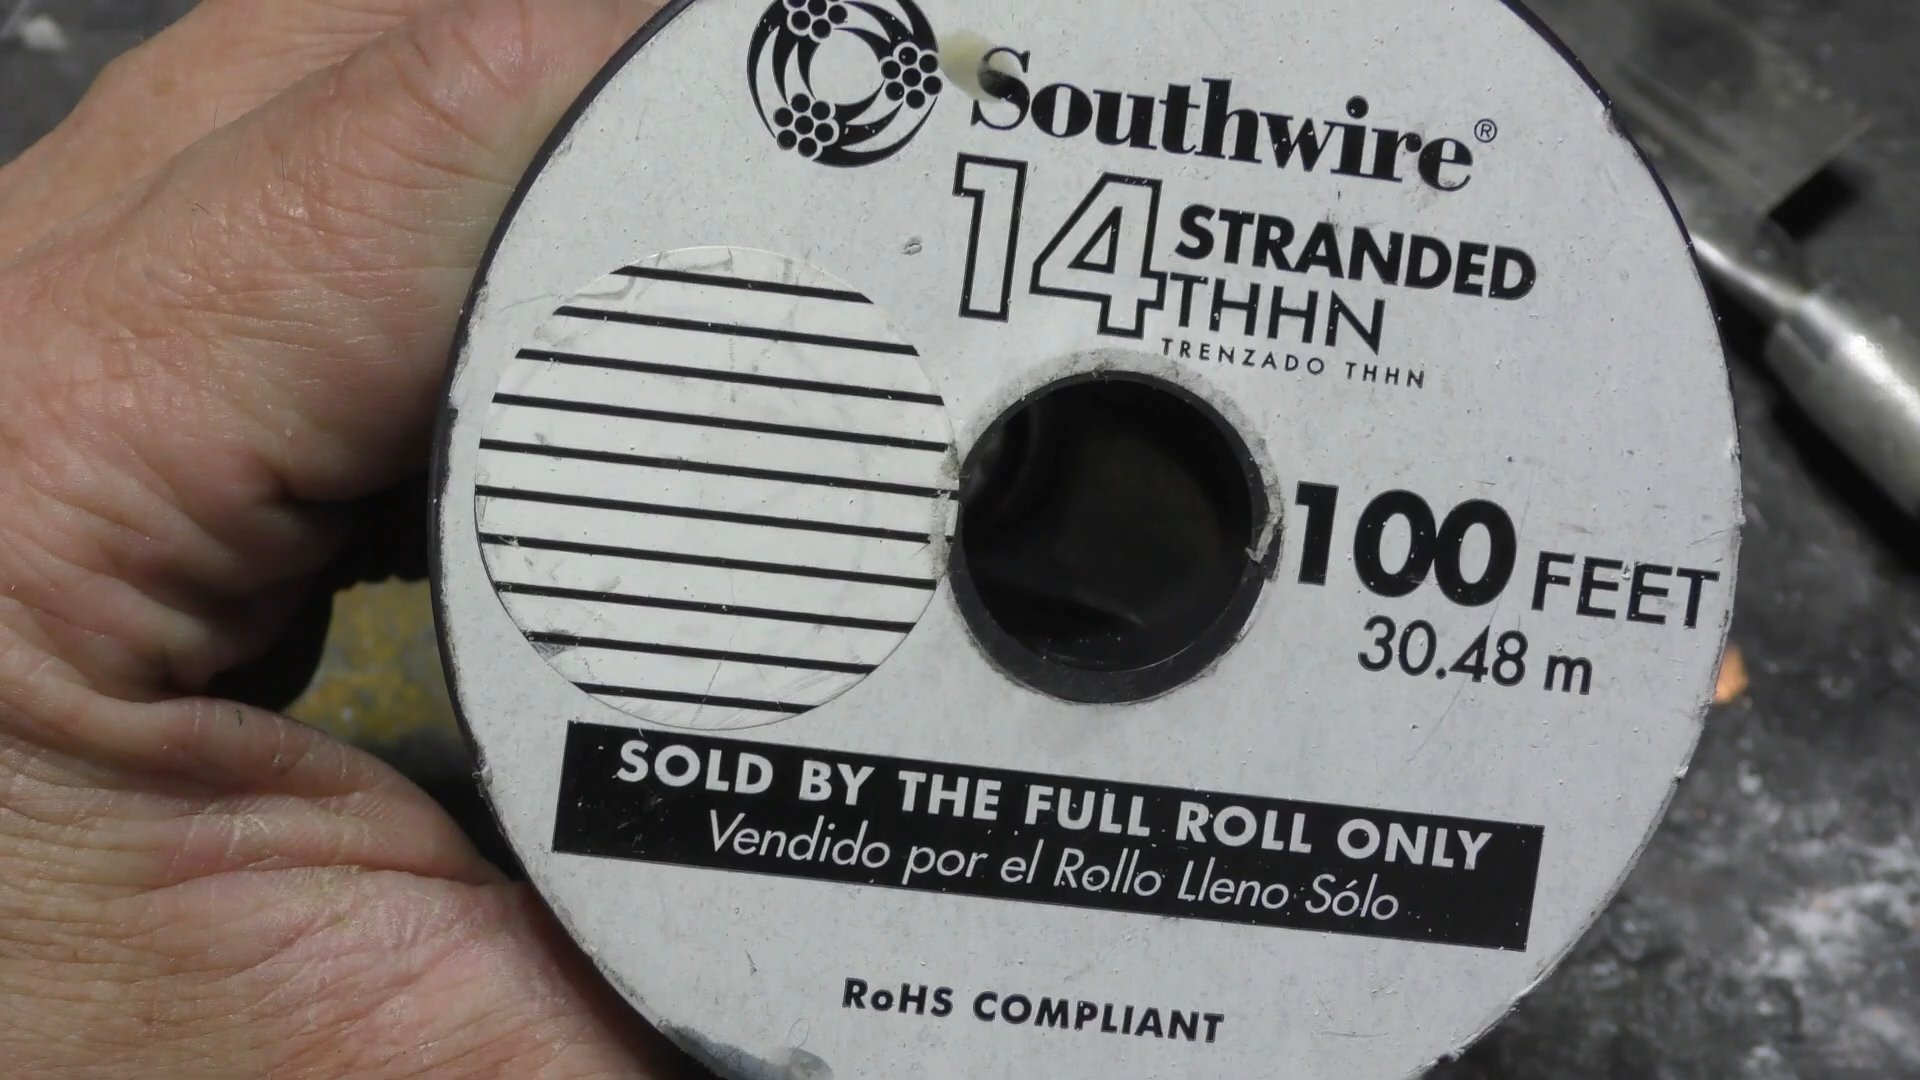 Southwire®
14 STRANDED
THHN
TRENZADO THHN
100 FEET
30.48 m
SOLD BY THE FULL ROLL ONLY
Vendido por el Rollo Lleno Sólo
RoHS COMPLIANT